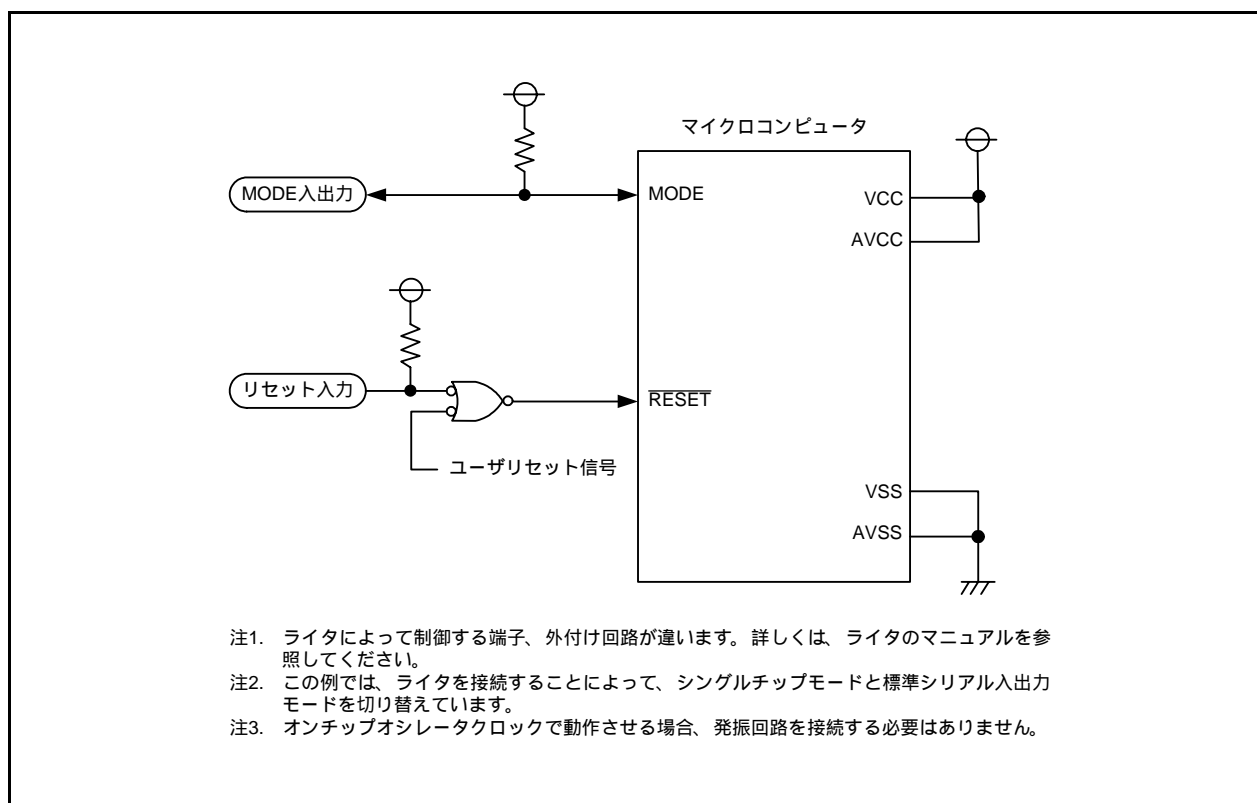 マイクロコンピュータ
MODE入出力
MODE
VCC
AVCC
リセット入力
RESET
ユーザリセット信号
VSS
AVSS
注1. ライタによって制御する端子、外付け回路が違います。詳しくは、ライタのマニュアルを参
照してください。
注2. この例では、ライタを接続することによって、シングルチップモードと標準シリアル入出力
モードを切り替えています。
注3. オンチップオシレータクロックで動作させる場合、発振回路を接続する必要はありません。